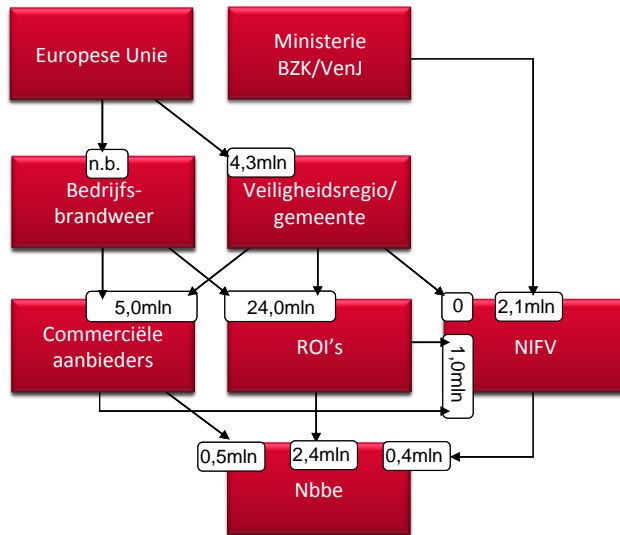 Europese Unie
Ministerie
BZK/VenJ
n.b.
4,3mln
Bedrijfs-
brandweer
Veiligheidsregio/
gemeente
5,0mln
24,0mln
0
2,1mln
Commerciële
aanbieders
ROI's
NIFV
1,0mln
0,5mln
2,4mln
0,4mln
Nbbe